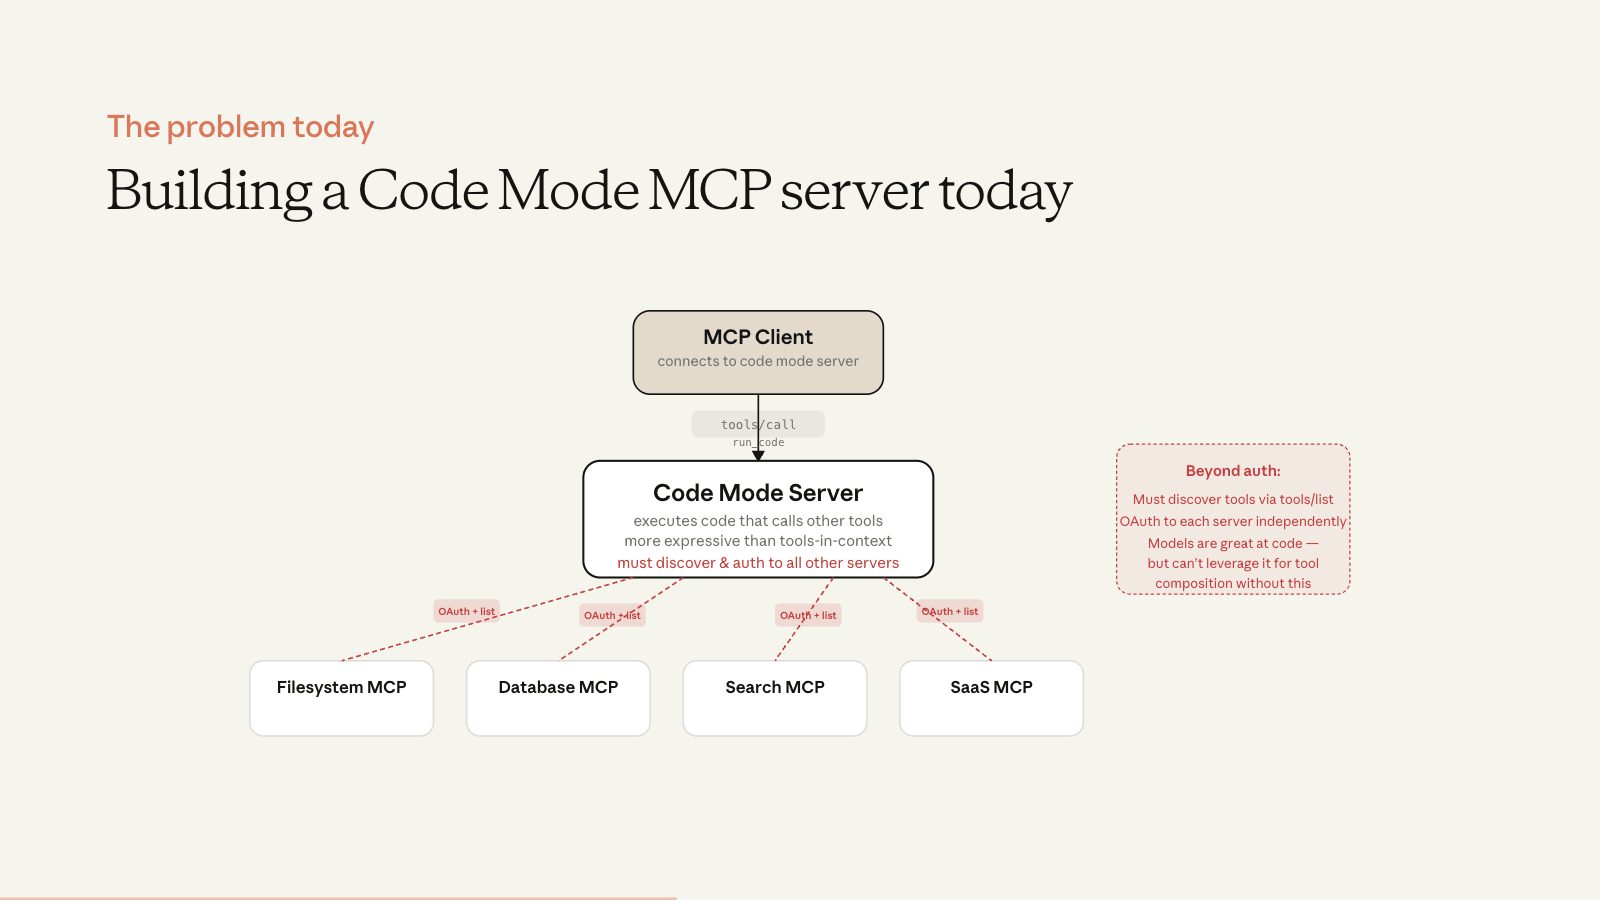 The problem today
Building a Code Mode MCP server today
MCP Client
connects to code mode server
tools/call
run_code
Code Mode Server
executes code that calls other tools
more expressive than tools-in-context
must discover & auth to all other servers
Beyond auth:
Must discover tools via tools/list
OAuth to each server independently
Models are great at code —
but can't leverage it for tool
composition without this
OAuth + list
OAuth + list
OAuth + list
OAuth + list
Filesystem MCP
Database MCP
Search MCP
SaaS MCP